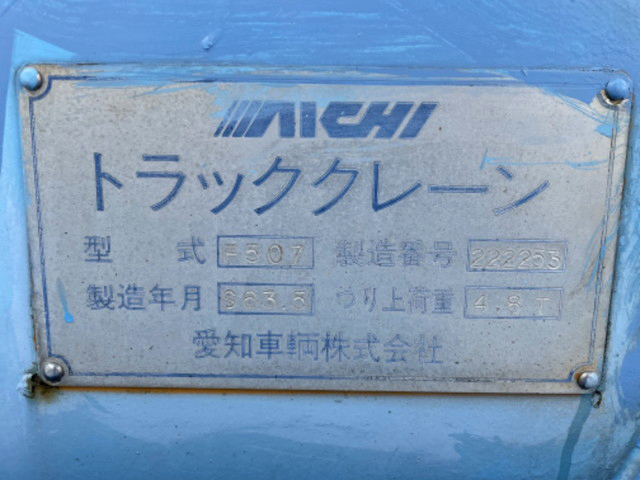 AICHI
トラッククレーン
型 式 F507 製造番号 222253
製造年月 S63.5 つり上荷重 4.8T
愛知車輌株式会社